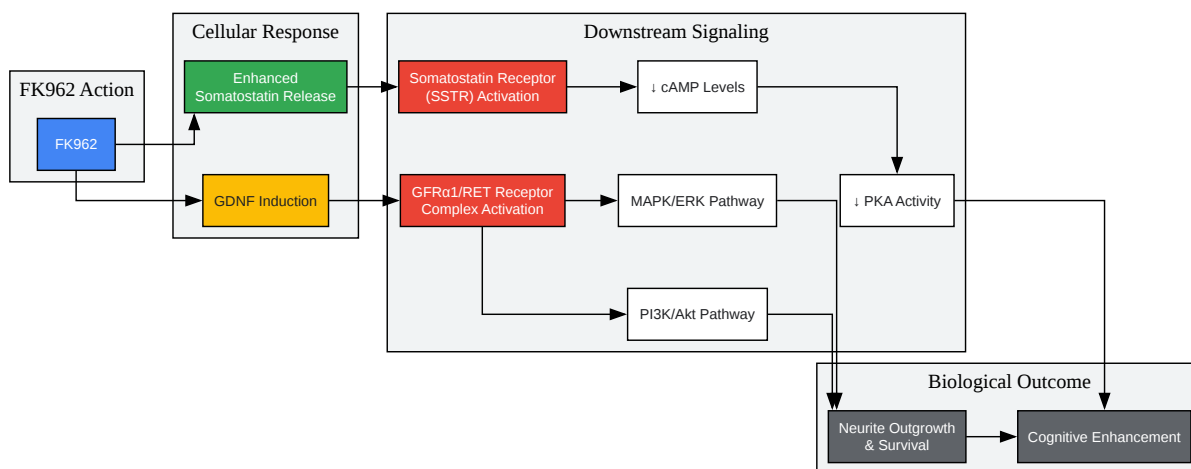 FK962 Action
FK962
Cellular Response
Enhanced
Somatostatin Release
GDNF Induction
Downstream Signaling
Somatostatin Receptor
(SSTR) Activation
↓ cAMP Levels
GFRα1/RET Receptor
Complex Activation
MAPK/ERK Pathway
↓ PKA Activity
PI3K/Akt Pathway
Biological Outcome
Neurite Outgrowth
& Survival
Cognitive Enhancement